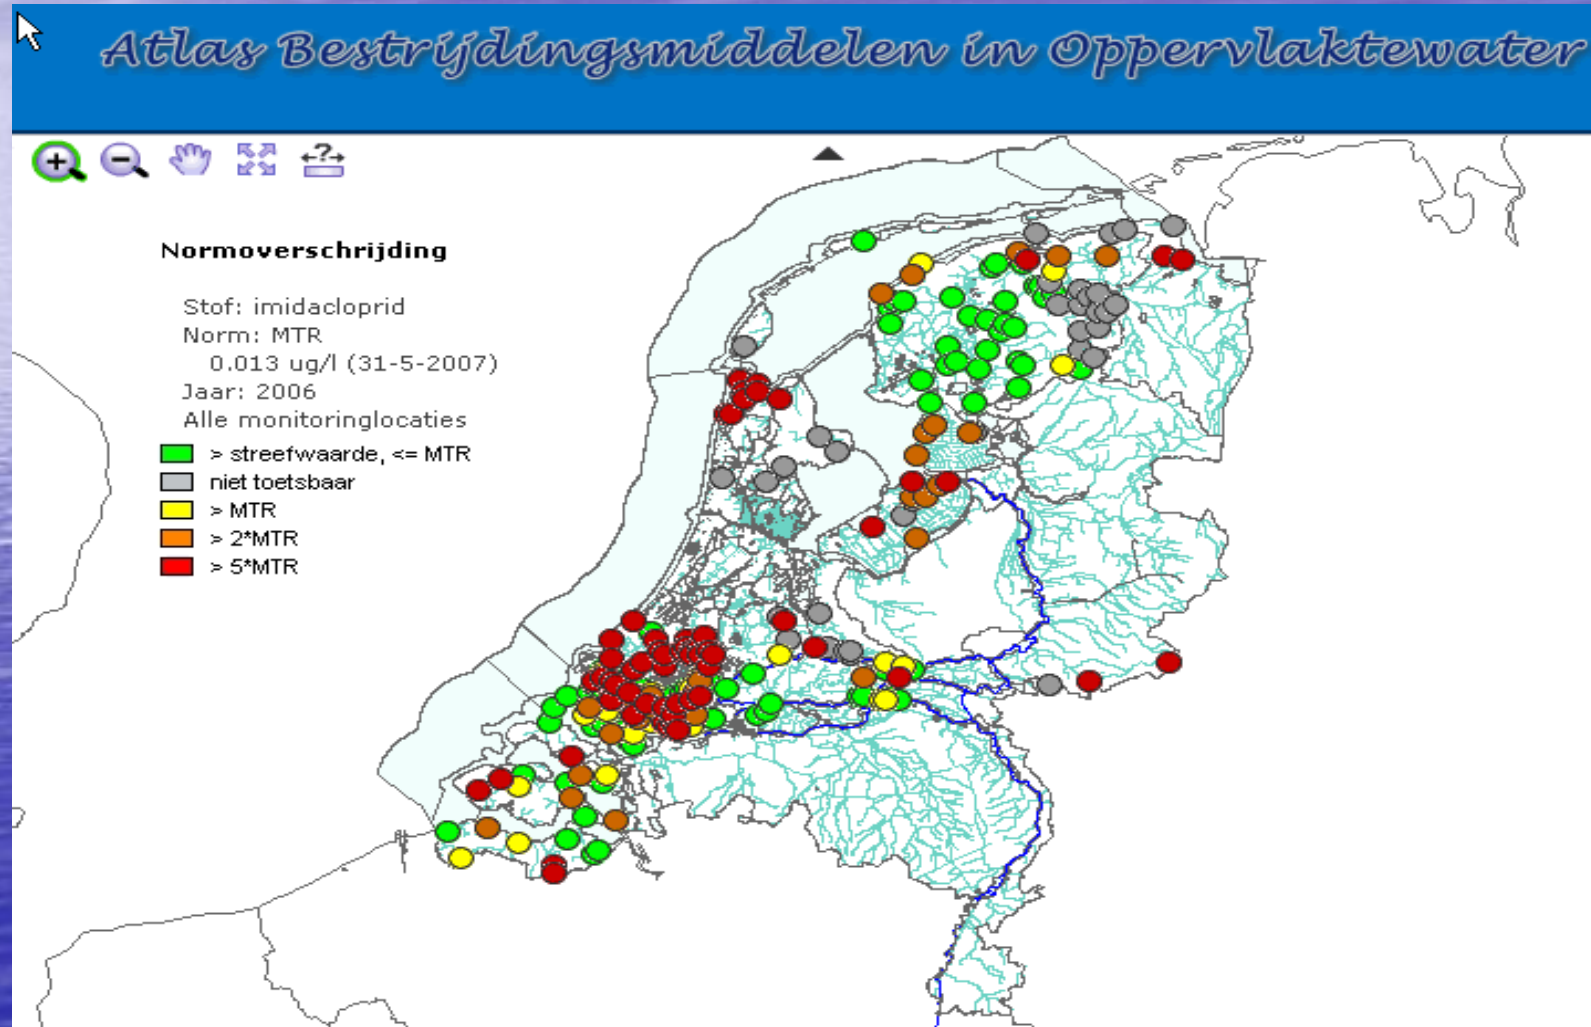 Atlas Bestrijdingsmiddelen in Oppervlaktewater
Normoverschrijding
Stof: imidacloprid
Norm: MTR
0.013 ug/l (31-5-2007)
Jaar: 2006
Alle monitoringlocaties
> streefwaarde, <= MTR
niet toetsbaar
> MTR
> 2*MTR
> 5*MTR